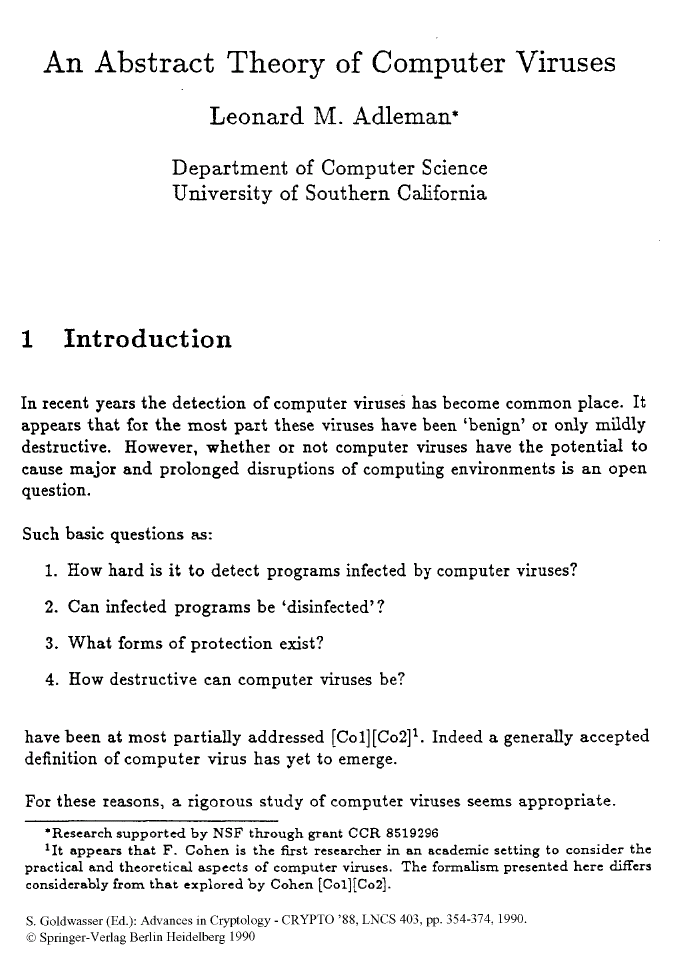 An Abstract Theory of Computer Viruses
Leonard M. Adleman*
Department of Computer Science
University of Southern California
1 Introduction
In recent years the detection of computer viruses has become common place. It
appears that for the most part these viruses have been ‘benign’ or only mildly
destructive. However, whether or not computer viruses have the potential to
cause major and prolonged disruptions of computing environments is an open
question.
Such basic questions as:
1. How hard is it to detect programs infected by computer viruses?
2. Can infected programs be ‘disinfected’?
3. What forms of protection exist?
4. How destructive can computer viruses be?
have been at most partially addressed [Co1][Co2]¹. Indeed a generally accepted
definition of computer virus has yet to emerge.
For these reasons, a rigorous study of computer viruses seems appropriate.
*Research supported by NSF through grant CCR 8519296
¹It appears that F. Cohen is the first researcher in an academic setting to consider the
practical and theoretical aspects of computer viruses. The formalism presented here differs
considerably from that explored by Cohen [Co1][Co2].
S. Goldwasser (Ed.): Advances in Cryptology - CRYPTO '88, LNCS 403, pp. 354-374, 1990.
© Springer-Verlag Berlin Heidelberg 1990